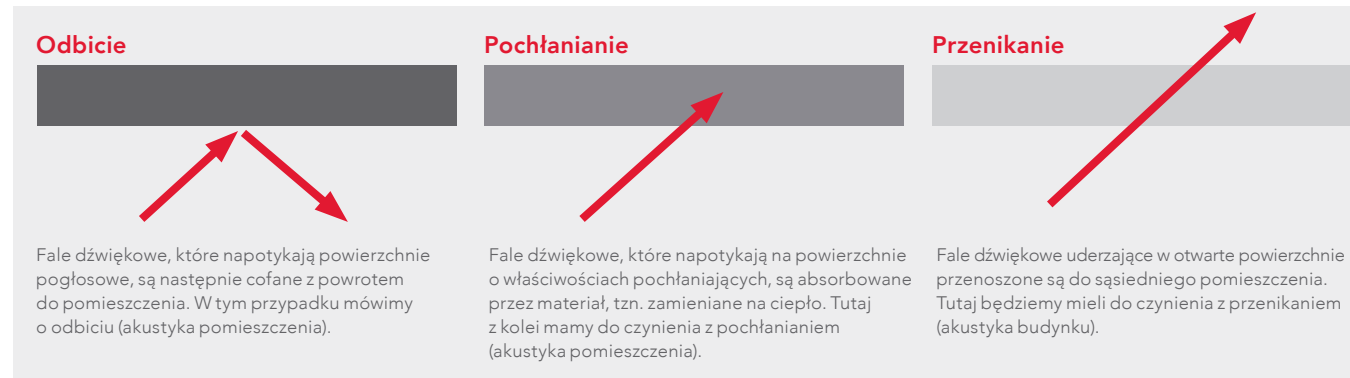 Odbicie
Fale dźwiękowe, które napotykają powierzchnie
pogłosowe, są następnie cofane z powrotem
do pomieszczenia. W tym przypadku mówimy
o odbiciu (akustyka pomieszczenia).
Pochłanianie
Fale dźwiękowe, które napotykają na powierzchnie
o właściwościach pochłaniających, są absorbowane
przez materiał, tzn. zamieniane na ciepło. Tutaj
z kolei mamy do czynienia z pochłanianiem
(akustyka pomieszczenia).
Przenikanie
Fale dźwiękowe uderzające w otwarte powierzchnie
przenoszone są do sąsiedniego pomieszczenia.
Tutaj będziemy mieli do czynienia z przenikaniem
(akustyka budynku).